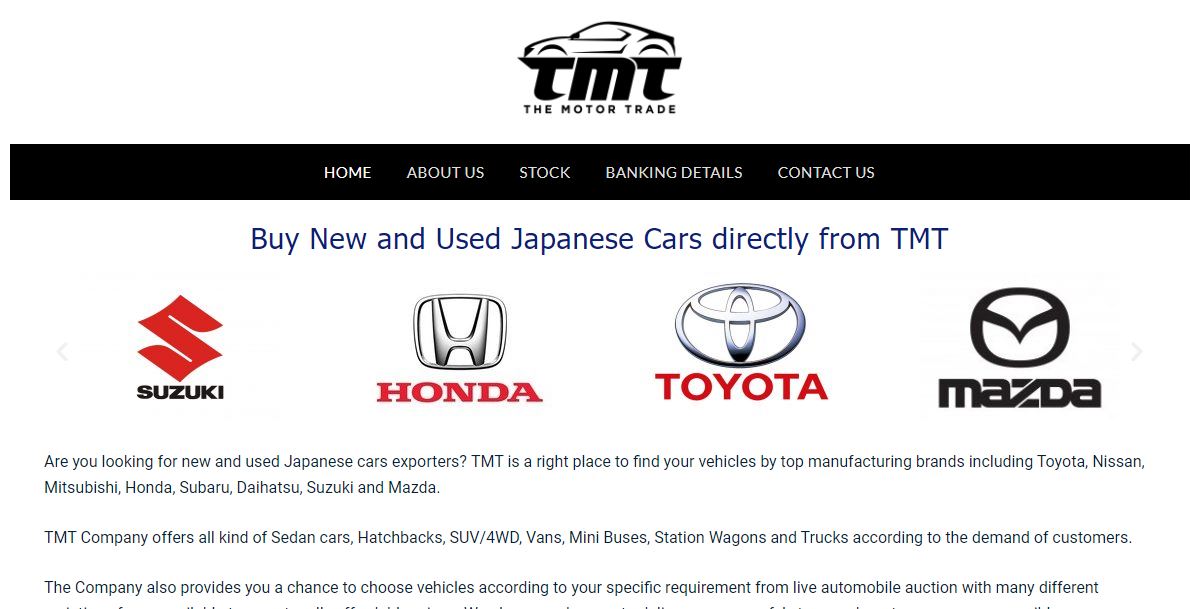 TMT
THE MOTOR TRADE
HOME ABOUT US STOCK BANKING DETAILS CONTACT US
Buy New and Used Japanese Cars directly from TMT
SUZUKI HONDA TOYOTA mazda
Are you looking for new and used Japanese cars exporters? TMT is a right place to find your vehicles by top manufacturing brands including Toyota, Nissan,
Mitsubishi, Honda, Subaru, Daihatsu, Suzuki and Mazda.
TMT Company offers all kind of Sedan cars, Hatchbacks, SUV/4WD, Vans, Mini Buses, Station Wagons and Trucks according to the demand of customers.
The Company also provides you a chance to choose vehicles according to your specific requirement from live automobile auction with many different